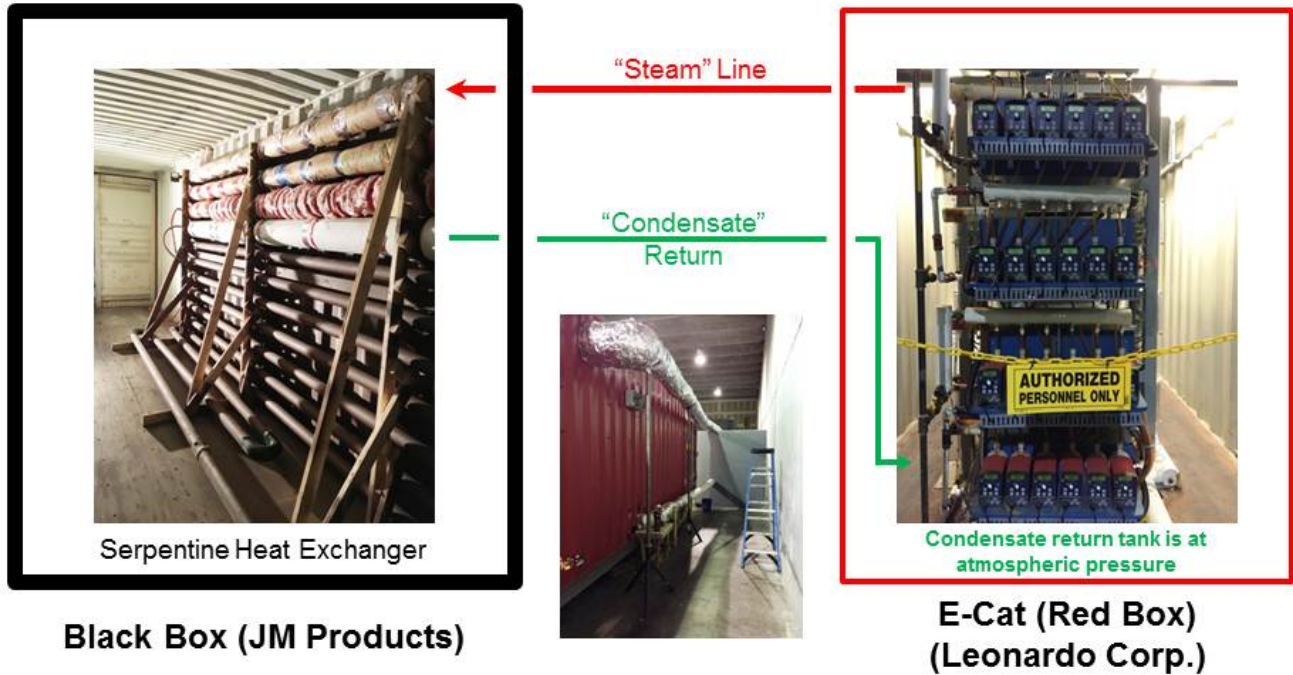 “Steam” Line
“Condensate”
Return
AUTHORIZED
PERSONNEL ONLY
Serpentine Heat Exchanger
Condensate return tank is at
atmospheric pressure
Black Box (JM Products)
E-Cat (Red Box)
(Leonardo Corp.)